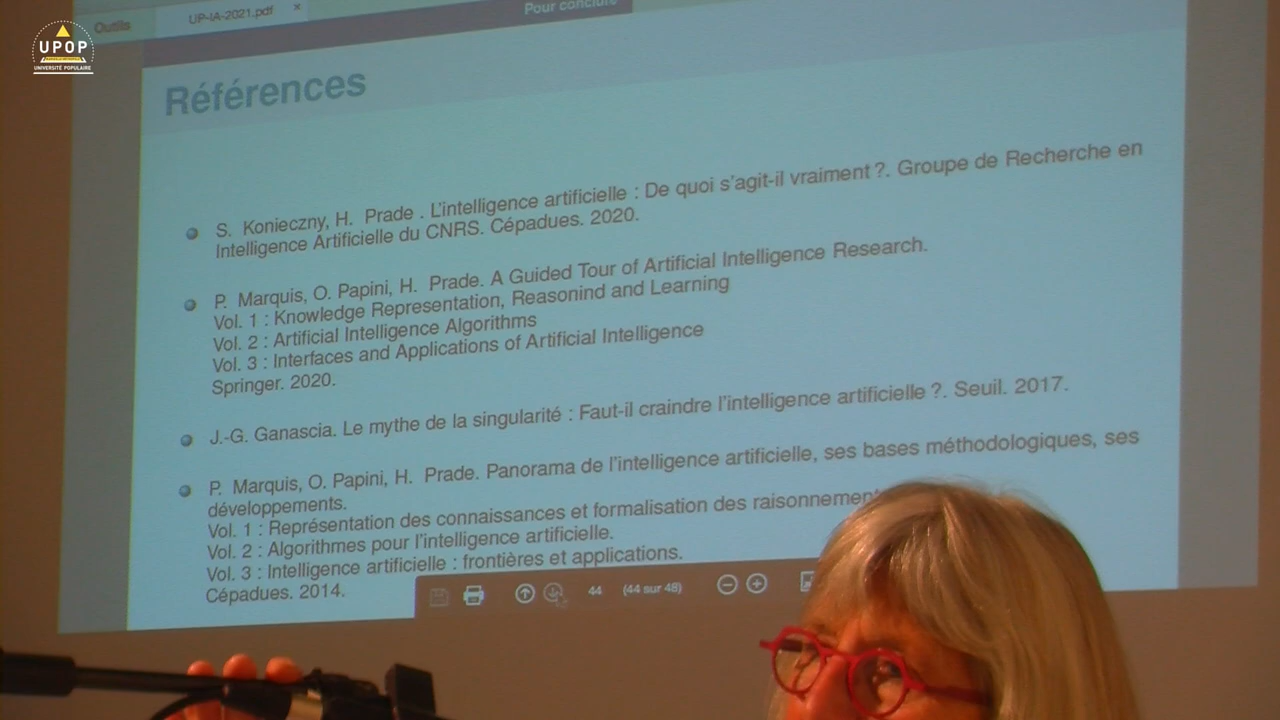 Outils
UP-IA-2021.pdf ×
Pour conclure
UPOP
UNIVERSITÉ POPULAIRE
Références
S. Konieczny, H. Prade . L'intelligence artificielle : De quoi s'agit-il vraiment ?. Groupe de Recherche en
Intelligence Artificielle du CNRS. Cépadues. 2020.
P. Marquis, O. Papini, H. Prade. A Guided Tour of Artificial Intelligence Research.
Vol. 1 : Knowledge Representation, Reasonind and Learning
Vol. 2 : Artificial Intelligence Algorithms
Vol. 3 : Interfaces and Applications of Artificial Intelligence
Springer. 2020.
J.-G. Ganascia. Le mythe de la singularité : Faut-il craindre l'intelligence artificielle ?. Seuil. 2017.
P. Marquis, O. Papini, H. Prade. Panorama de l'intelligence artificielle, ses bases méthodologiques, ses
développements.
Vol. 1 : Représentation des connaissances et formalisation des raisonnement
Vol. 2 : Algorithmes pour l'intelligence artificielle.
Vol. 3 : Intelligence artificielle : frontières et applications.
Cépadues. 2014.
44 (44 sur 48)